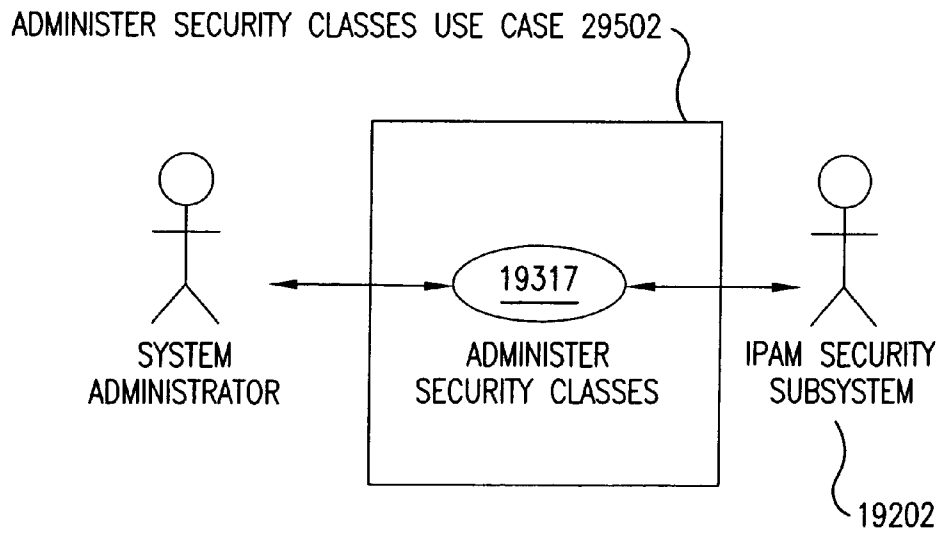 ADMINISTER SECURITY CLASSES USE CASE 29502
19317
SYSTEM
ADMINISTRATOR
ADMINISTER
SECURITY CLASSES
IPAM SECURITY
SUBSYSTEM
19202